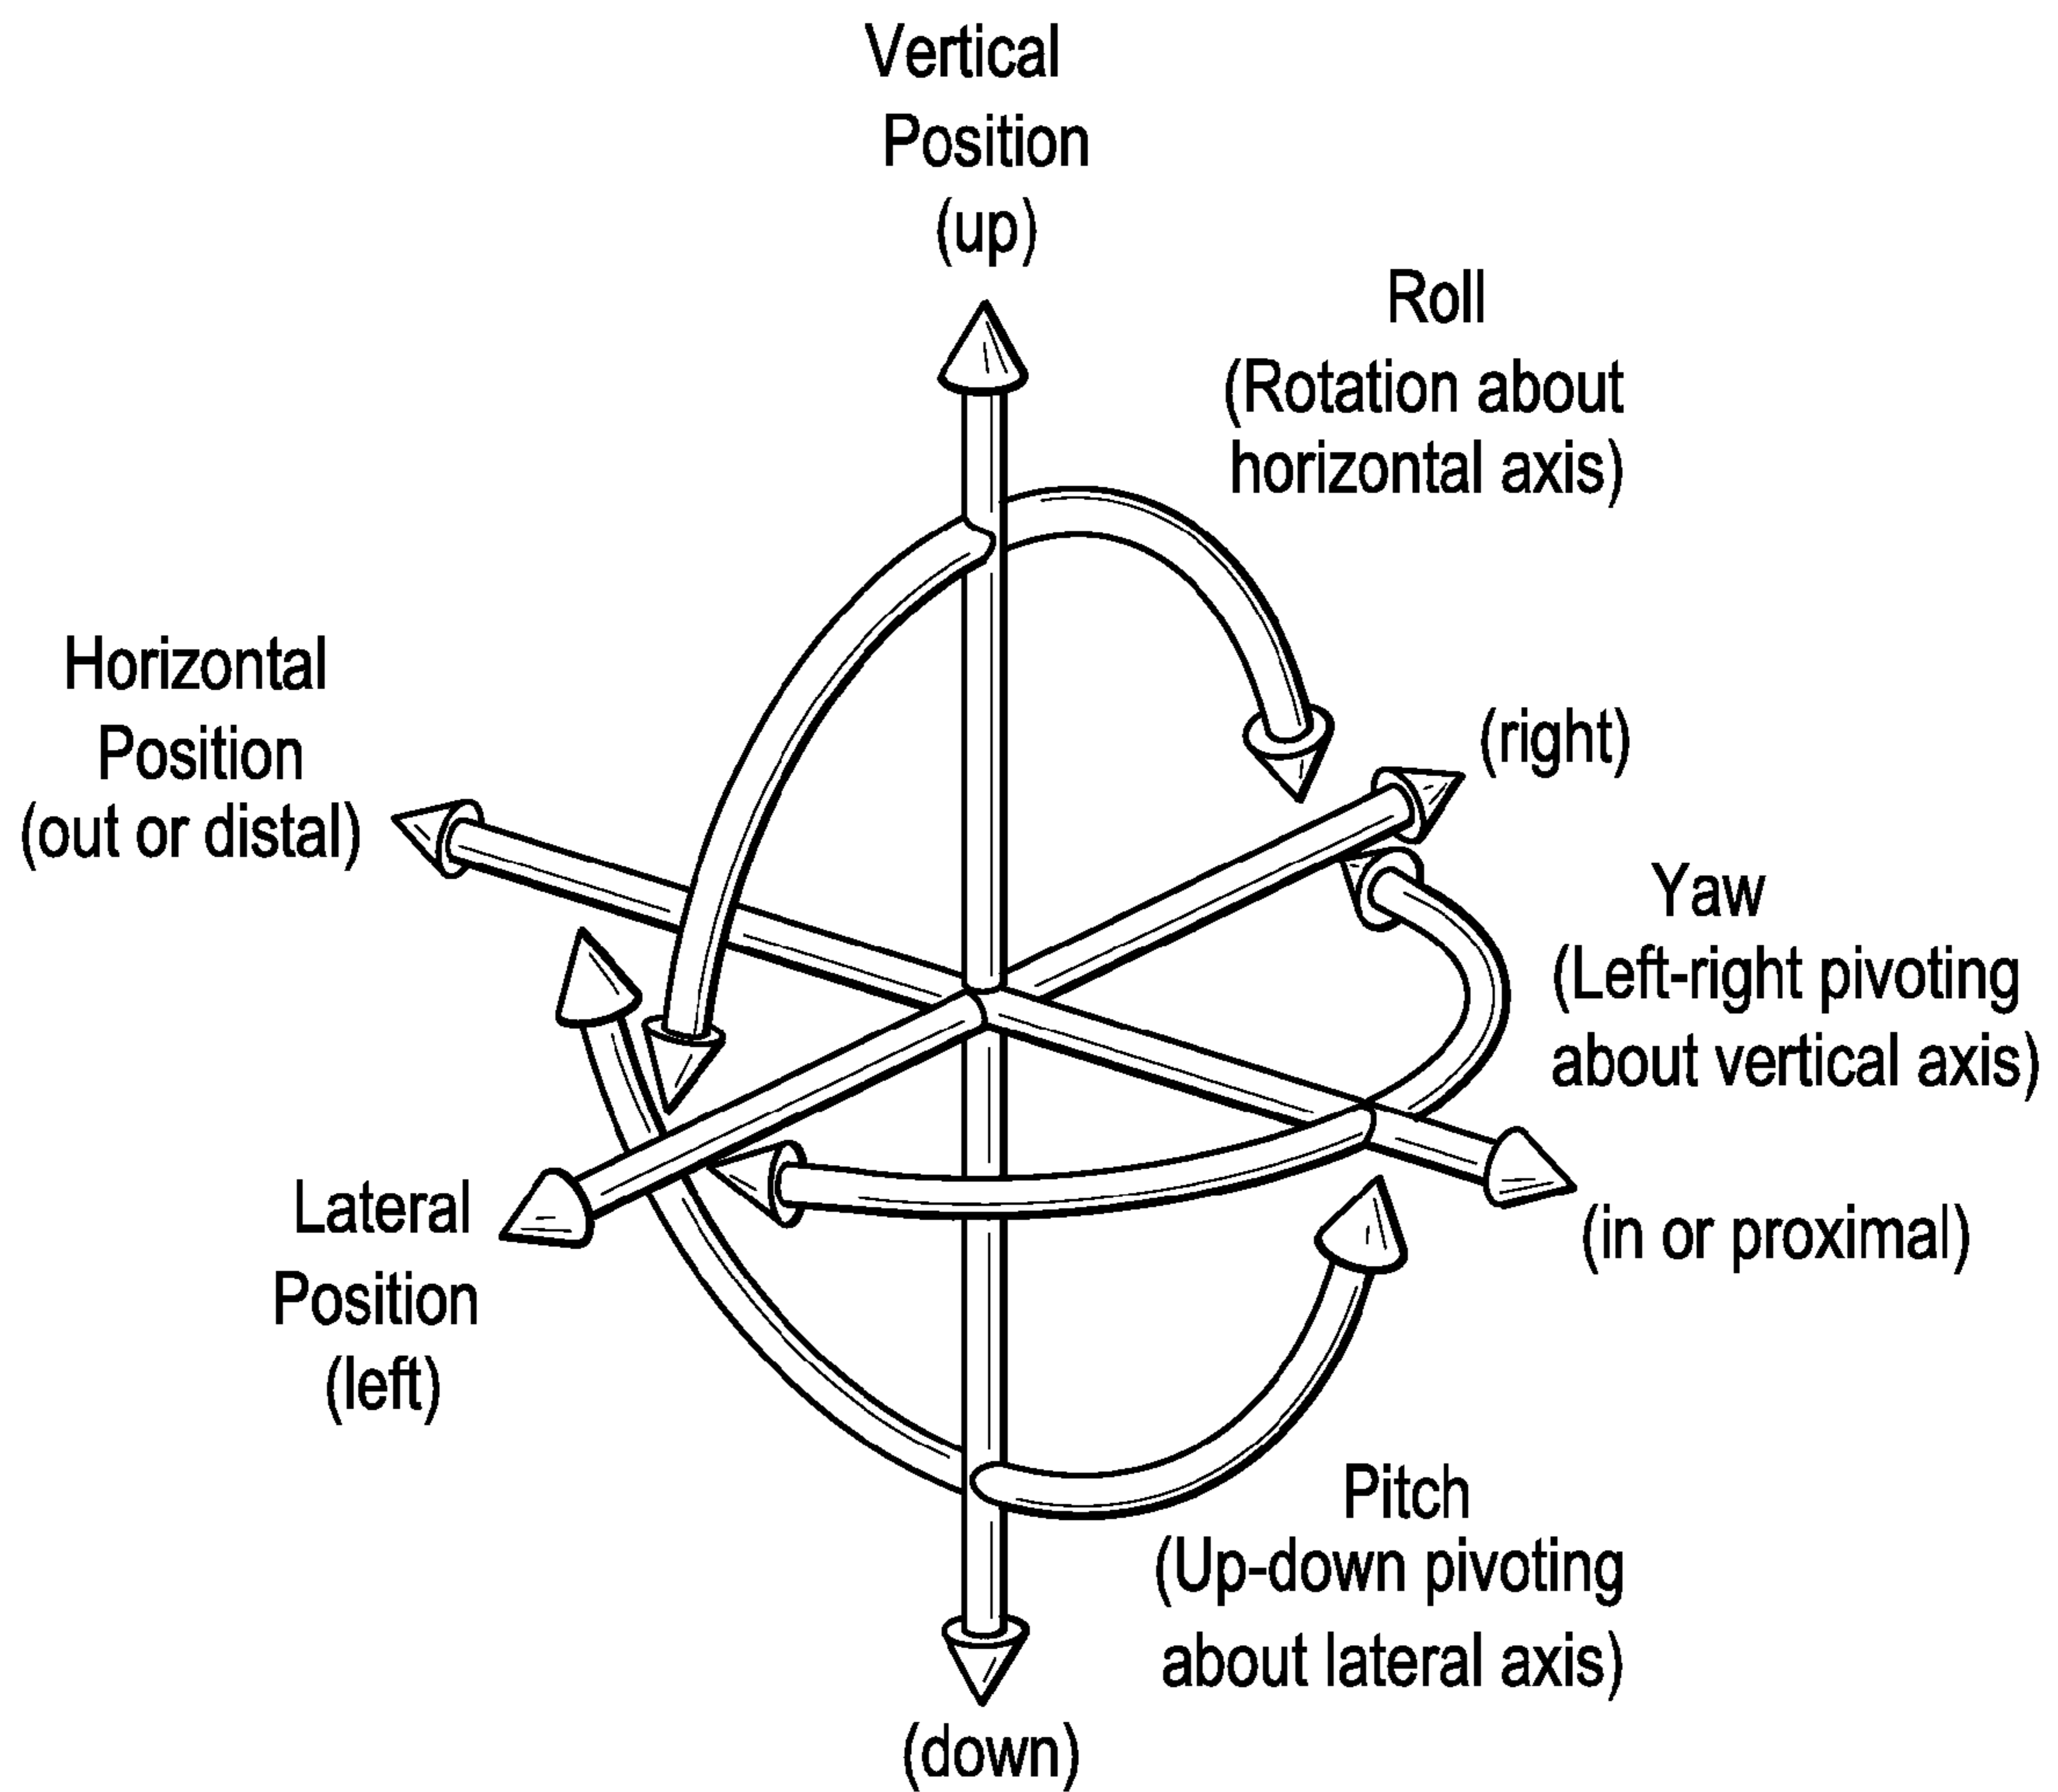 Vertical
Position
(up)
Roll
(Rotation about
horizontal axis)
Horizontal
Position
(out or distal)
(right)
Yaw
(Left-right pivoting
about vertical axis)
Lateral
Position
(left)
(in or proximal)
Pitch
(Up-down pivoting
about lateral axis)
(down)